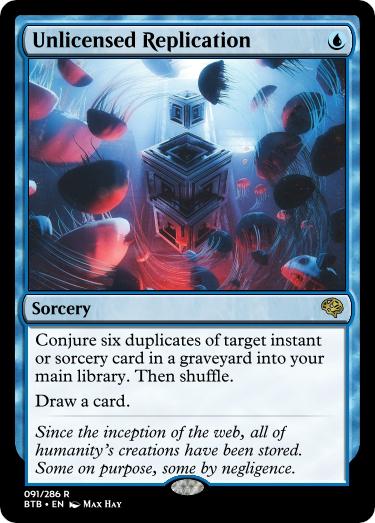 Unlicensed Replication
Sorcery
Conjure six duplicates of target instant
or sorcery card in a graveyard into your
main library. Then shuffle.
Draw a card.
Since the inception of the web, all of
humanity's creations have been stored.
Some on purpose, some by negligence.
091/286 R
BTB • EN Max Hay